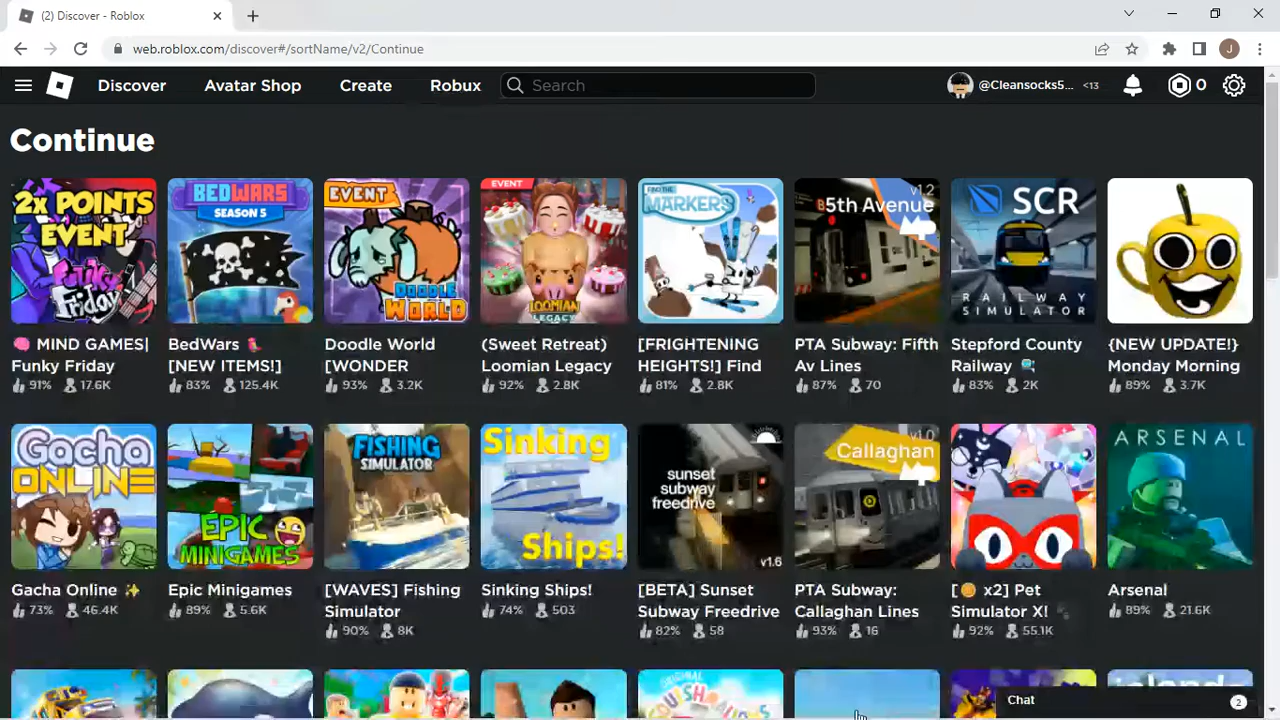 (2) Discover - Roblox
web.roblox.com/discover#/sortName/v2/Continue
J
Discover Avatar Shop Create Robux Search @Cleansocks5... <13 0
Continue
2X POINTS EVENT
Funky Friday
BEDWARS
SEASON 5
EVENT
DOODLE WORLD
EVENT
LOOMIAN LEGACY
FIND THE MARKERS
v1.2
5th Avenue
SCR
RAILWAY SIMULATOR
🧠 MIND GAMES| Funky Friday
91% 17.6K
BedWars [NEW ITEMS!]
83% 125.4K
Doodle World [WONDER
93% 3.2K
(Sweet Retreat) Loomian Legacy
92% 2.8K
[FRIGHTENING HEIGHTS!] Find
81% 2.8K
PTA Subway: Fifth Av Lines
87% 70
Stepford County Railway
83% 2K
{NEW UPDATE!} Monday Morning
89% 3.7K
Gacha ONLINE
EPIC MINIGAMES
FISHING SIMULATOR
Sinking Ships!
sunset subway freedrive
v1.6
v1.0
Callaghan
ARSENAL
Gacha Online ✨
73% 46.4K
Epic Minigames
89% 5.6K
[WAVES] Fishing Simulator
90% 8K
Sinking Ships!
74% 503
[BETA] Sunset Subway Freedrive
82% 58
PTA Subway: Callaghan Lines
93% 16
[🪙 x2] Pet Simulator X!
92% 55.1K
Arsenal
89% 21.6K
ORIGINAL
Chat 2